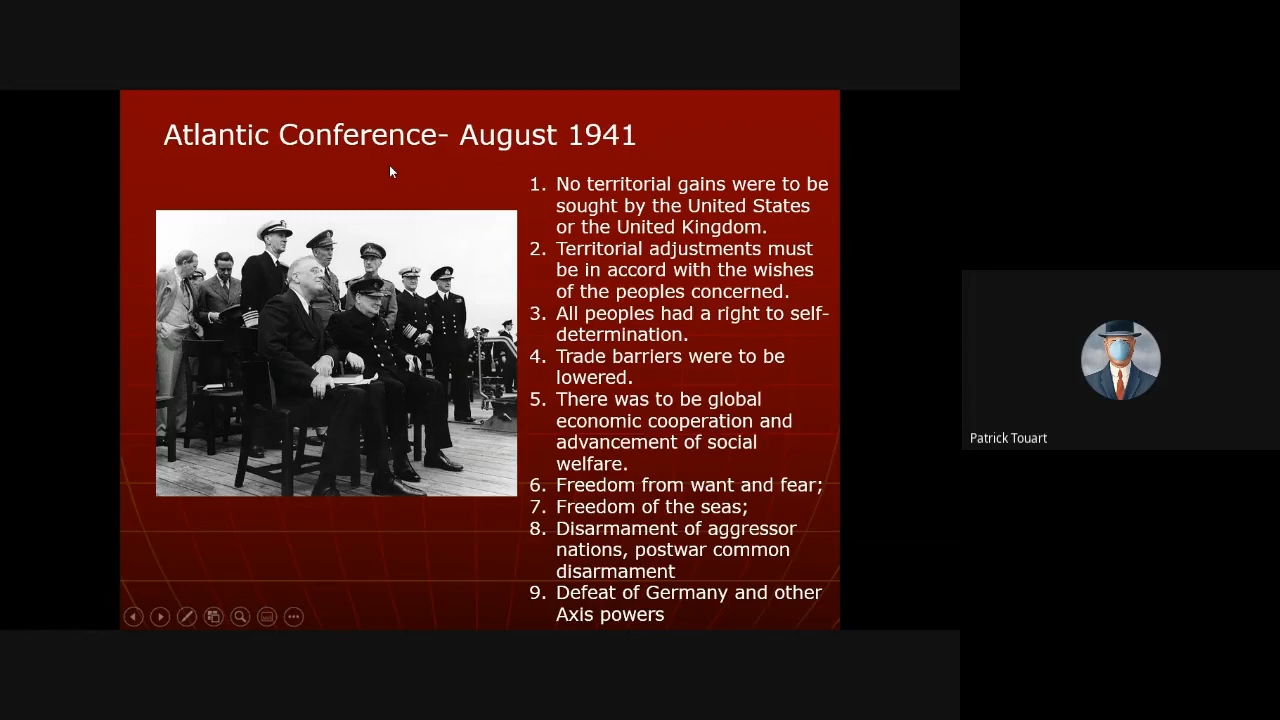 Atlantic Conference- August 1941
1. No territorial gains were to be
sought by the United States
or the United Kingdom.
2. Territorial adjustments must
be in accord with the wishes
of the peoples concerned.
3. All peoples had a right to self-
determination.
4. Trade barriers were to be
lowered.
5. There was to be global
economic cooperation and
advancement of social
welfare.
6. Freedom from want and fear;
7. Freedom of the seas;
8. Disarmament of aggressor
nations, postwar common
disarmament
9. Defeat of Germany and other
Axis powers
Patrick Touart